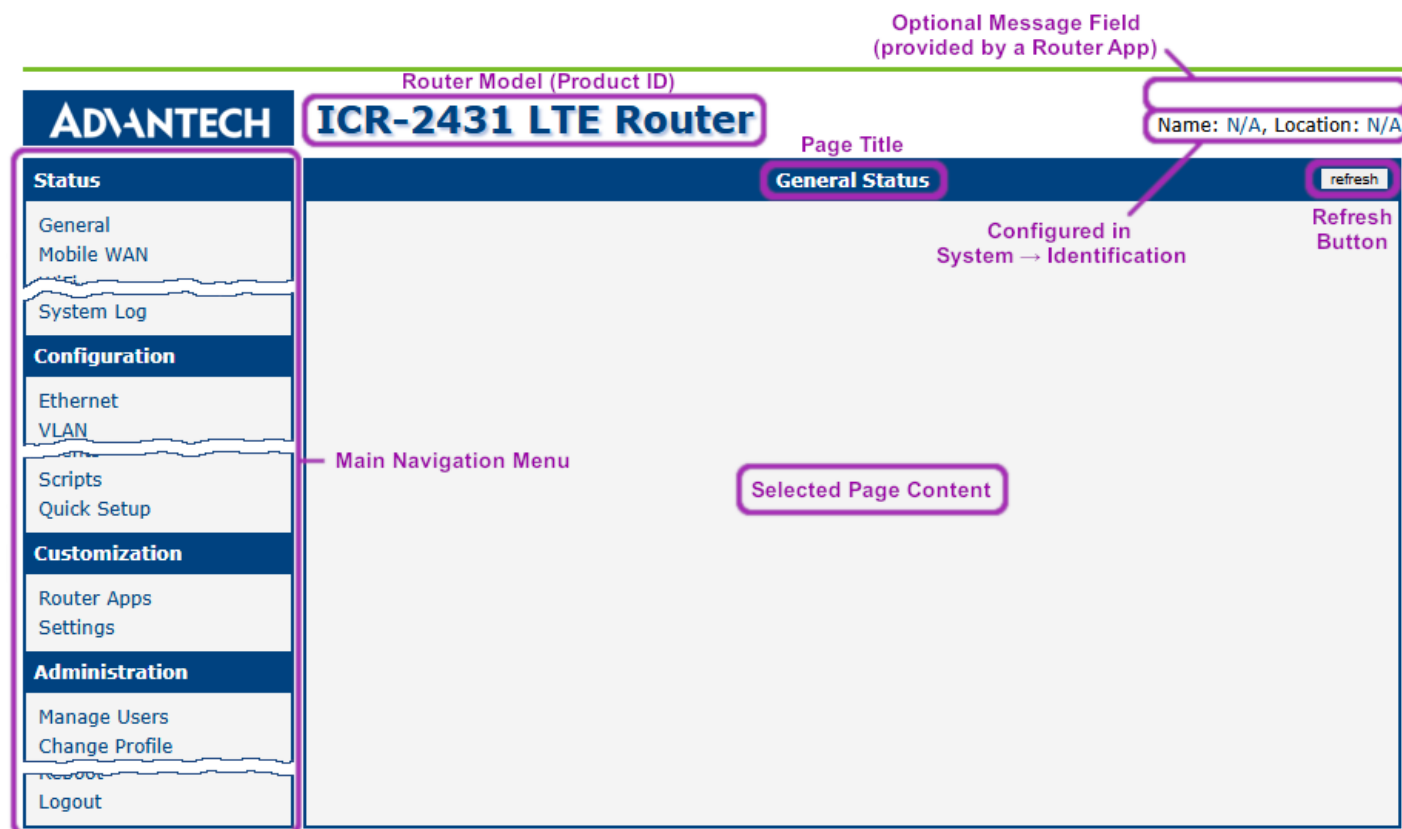 Optional Message Field
(provided by a Router App)
Router Model (Product ID)
ADVANTECH
ICR-2431 LTE Router
Name: N/A, Location: N/A
Page Title
Status
General Status
refresh
General
Mobile WAN
Configured in
System → Identification
Refresh
Button
System Log
Configuration
Ethernet
VLAN
Main Navigation Menu
Scripts
Quick Setup
Selected Page Content
Customization
Router Apps
Settings
Administration
Manage Users
Change Profile
Reboot
Logout